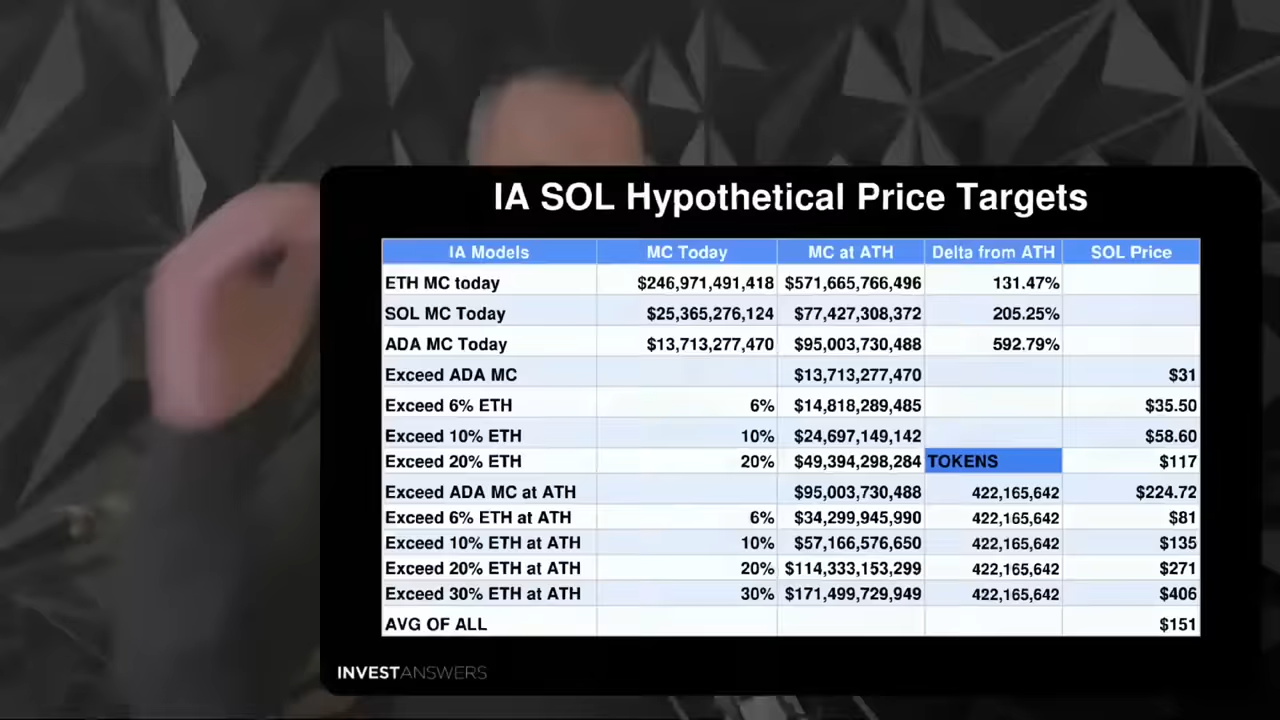 IA SOL Hypothetical Price Targets
IA Models MC Today MC at ATH Delta from ATH SOL Price
ETH MC today $246,971,491,418 $571,665,766,496 131.47%
SOL MC Today $25,365,276,124 $77,427,308,372 205.25%
ADA MC Today $13,713,277,470 $95,003,730,488 592.79%
Exceed ADA MC $13,713,277,470 $31
Exceed 6% ETH 6% $14,818,289,485 $35.50
Exceed 10% ETH 10% $24,697,149,142 $58.60
Exceed 20% ETH 20% $49,394,298,284 TOKENS $117
Exceed ADA MC at ATH $95,003,730,488 422,165,642 $224.72
Exceed 6% ETH at ATH 6% $34,299,945,990 422,165,642 $81
Exceed 10% ETH at ATH 10% $57,166,576,650 422,165,642 $135
Exceed 20% ETH at ATH 20% $114,333,153,299 422,165,642 $271
Exceed 30% ETH at ATH 30% $171,499,729,949 422,165,642 $406
AVG OF ALL $151
INVESTANSWERS